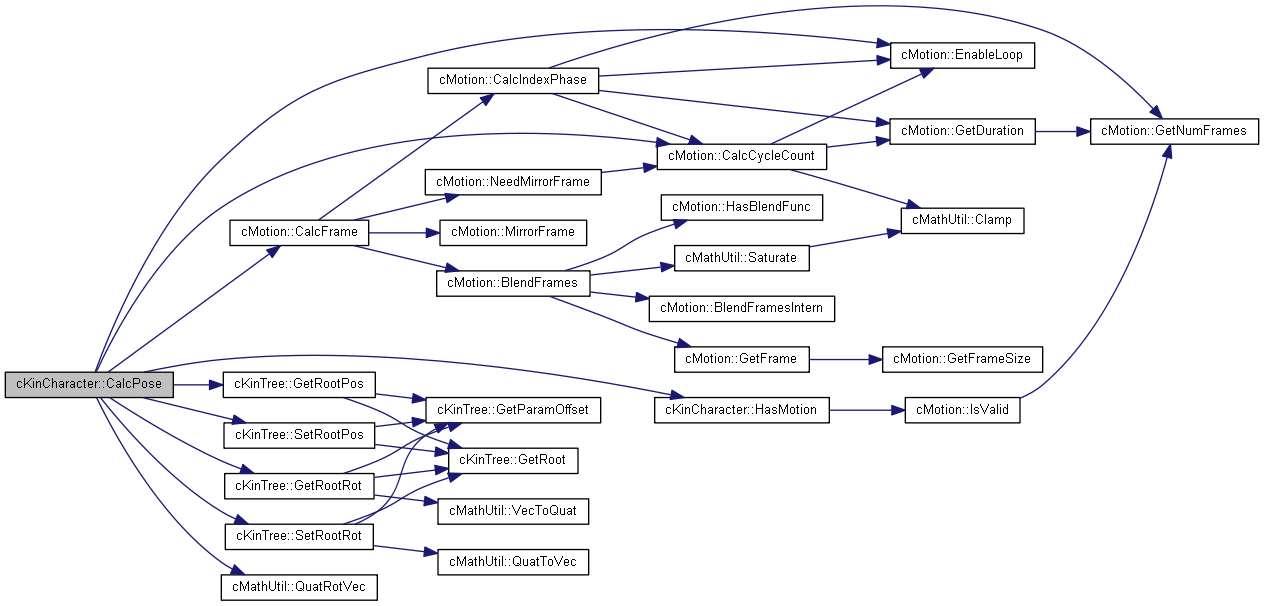 cMotion::EnableLoop
cMotion::CalcIndexPhase
cMotion::GetDuration
cMotion::GetNumFrames
cMotion::CalcCycleCount
cMotion::NeedMirrorFrame
cMotion::HasBlendFunc
cMathUtil::Clamp
cMotion::CalcFrame
cMotion::MirrorFrame
cMathUtil::Saturate
cMotion::BlendFrames
cMotion::BlendFramesIntern
cMotion::GetFrame
cMotion::GetFrameSize
cKinCharacter::CalcPose
cKinTree::GetRootPos
cKinTree::GetParamOffset
cKinCharacter::HasMotion
cMotion::IsValid
cKinTree::SetRootPos
cKinTree::GetRoot
cKinTree::GetRootRot
cMathUtil::VecToQuat
cKinTree::SetRootRot
cMathUtil::QuatToVec
cMathUtil::QuatRotVec